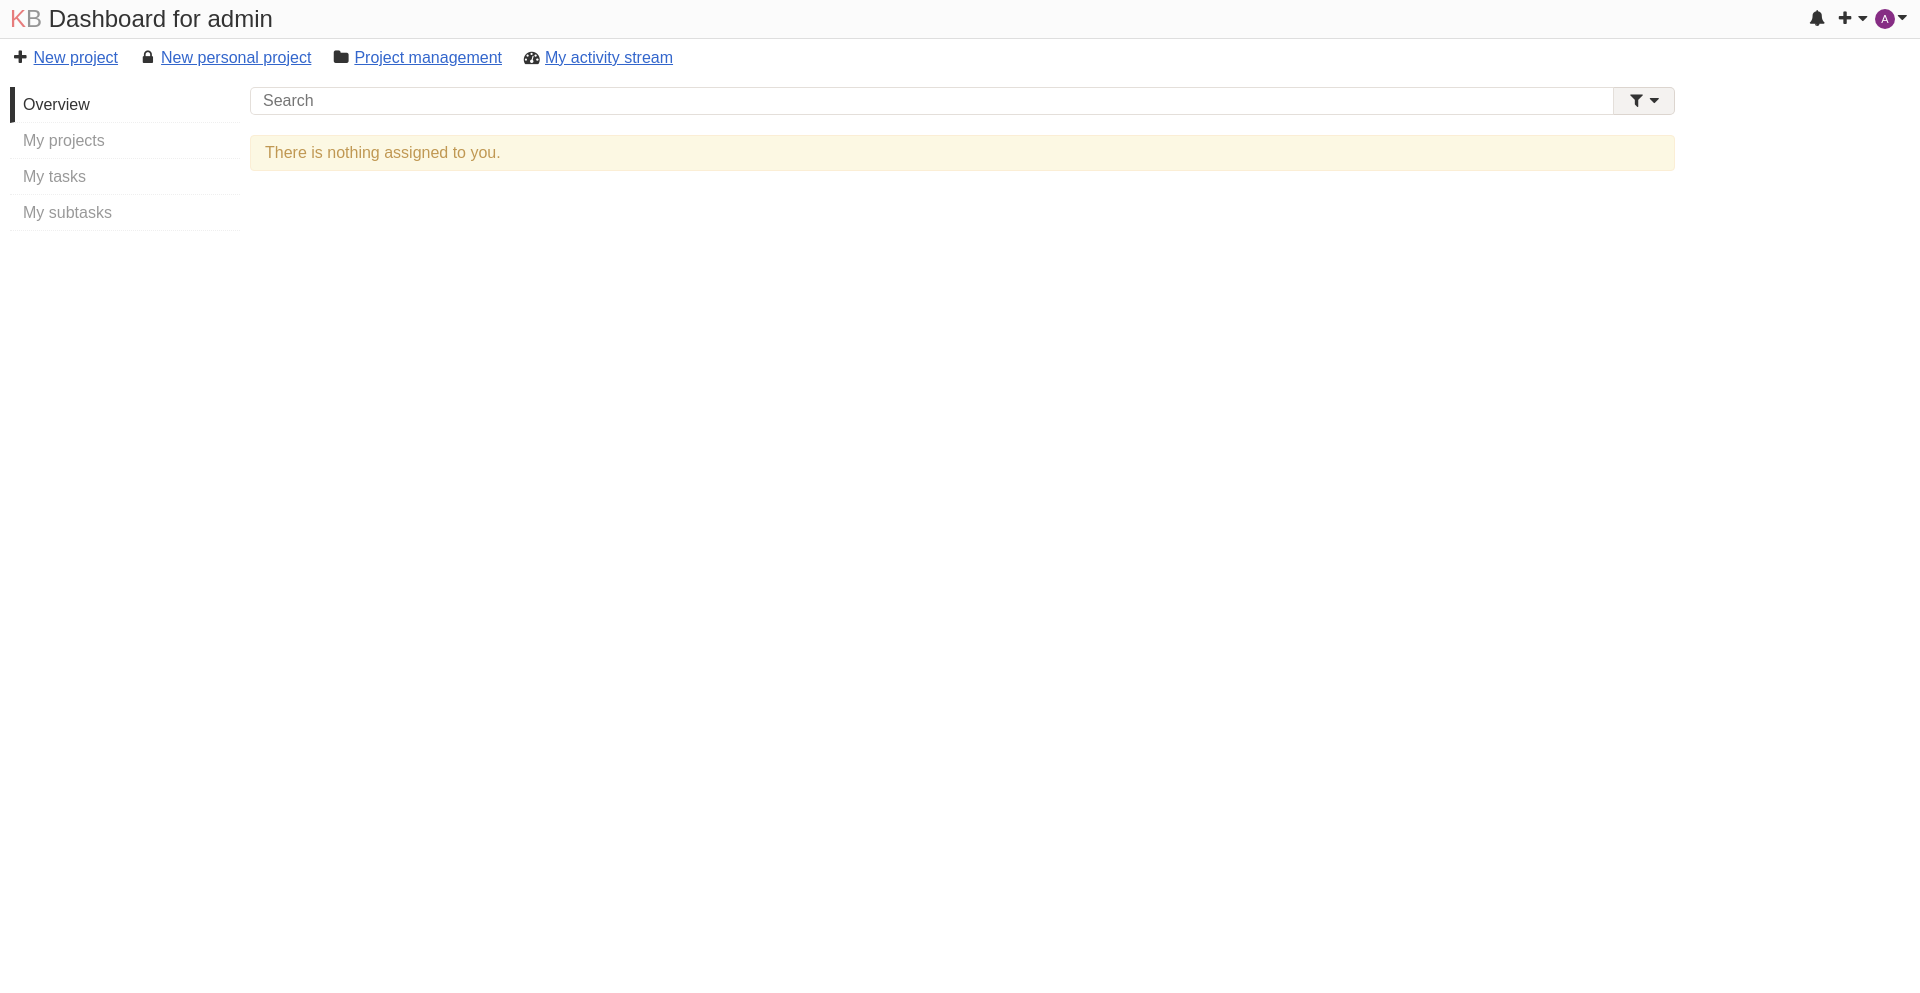 KB Dashboard for admin
A
New project New personal project Project management My activity stream
Overview
My projects
My tasks
My subtasks
Search
There is nothing assigned to you.